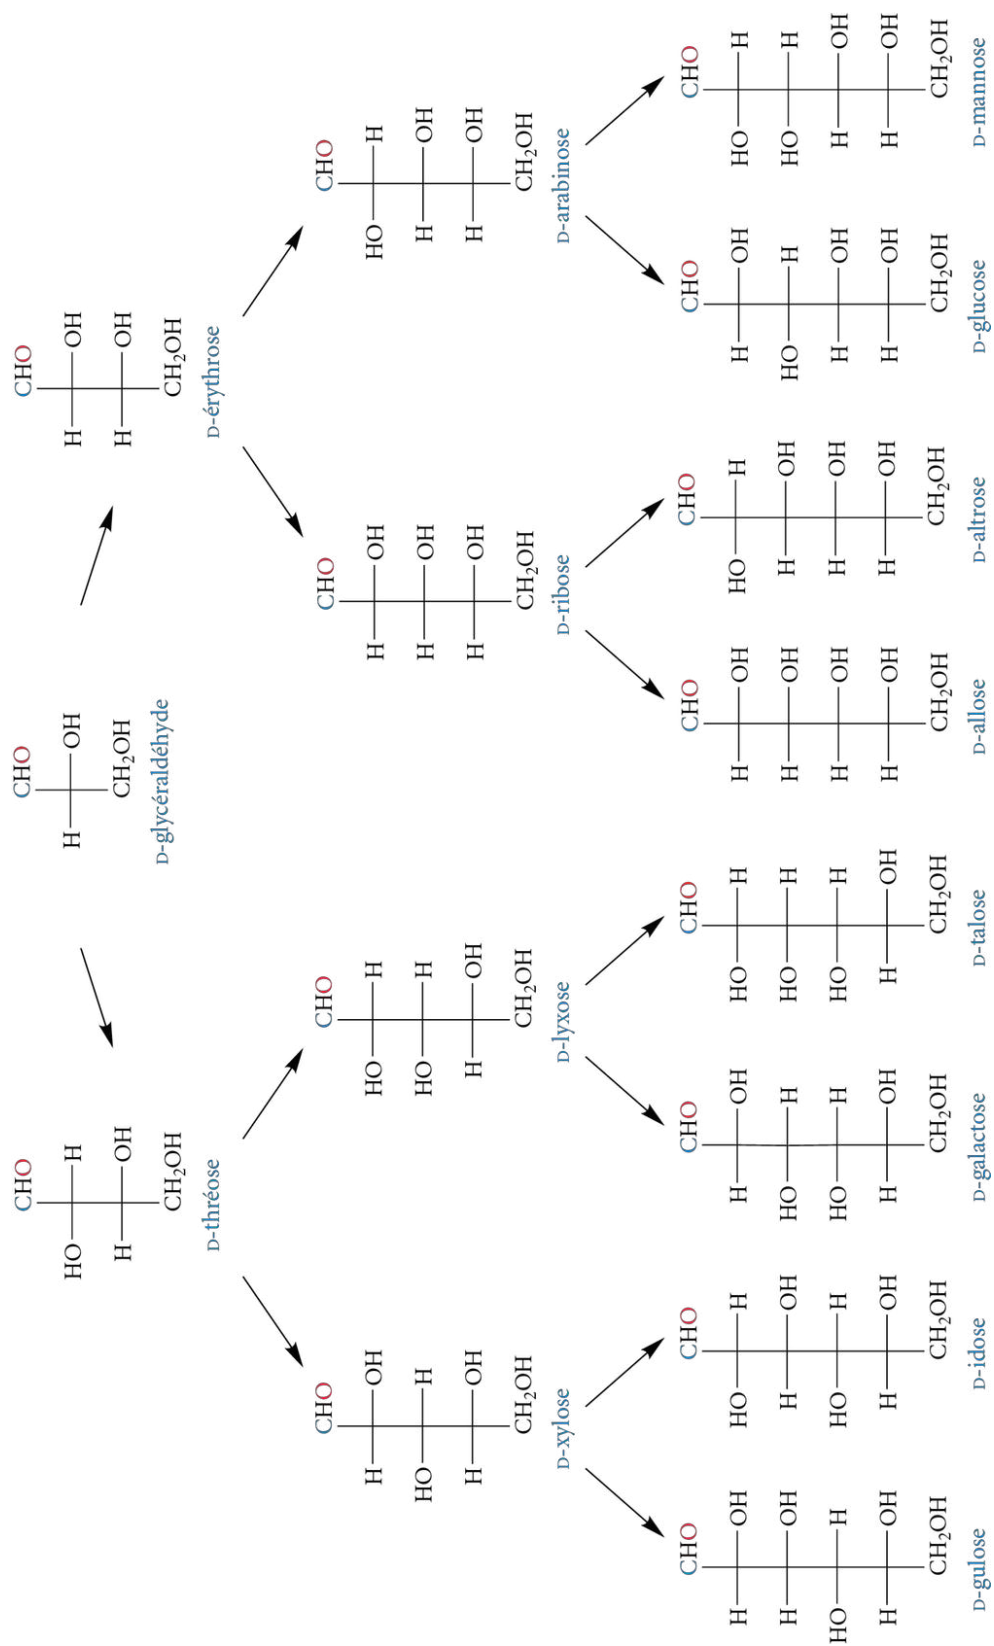 CHO
H OH
CH₂OH
D-glycéraldéhyde
CHO
HO H
H OH
CH₂OH
D-thréose
CHO
H OH
H OH
CH₂OH
D-érythrose
CHO
H OH
HO H
H OH
CH₂OH
D-xylose
CHO
HO H
HO H
H OH
CH₂OH
D-lyxose
CHO
H OH
H OH
H OH
CH₂OH
D-ribose
CHO
HO H
H OH
H OH
CH₂OH
D-arabinose
CHO
H OH
H OH
HO H
H OH
CH₂OH
D-gulose
CHO
HO H
H OH
HO H
H OH
CH₂OH
D-idose
CHO
H OH
HO H
HO H
H OH
CH₂OH
D-galactose
CHO
HO H
HO H
HO H
H OH
CH₂OH
D-talose
CHO
H OH
H OH
H OH
H OH
CH₂OH
D-allose
CHO
HO H
H OH
H OH
H OH
CH₂OH
D-altrose
CHO
H OH
HO H
H OH
H OH
CH₂OH
D-glucose
CHO
HO H
HO H
H OH
H OH
CH₂OH
D-mannose